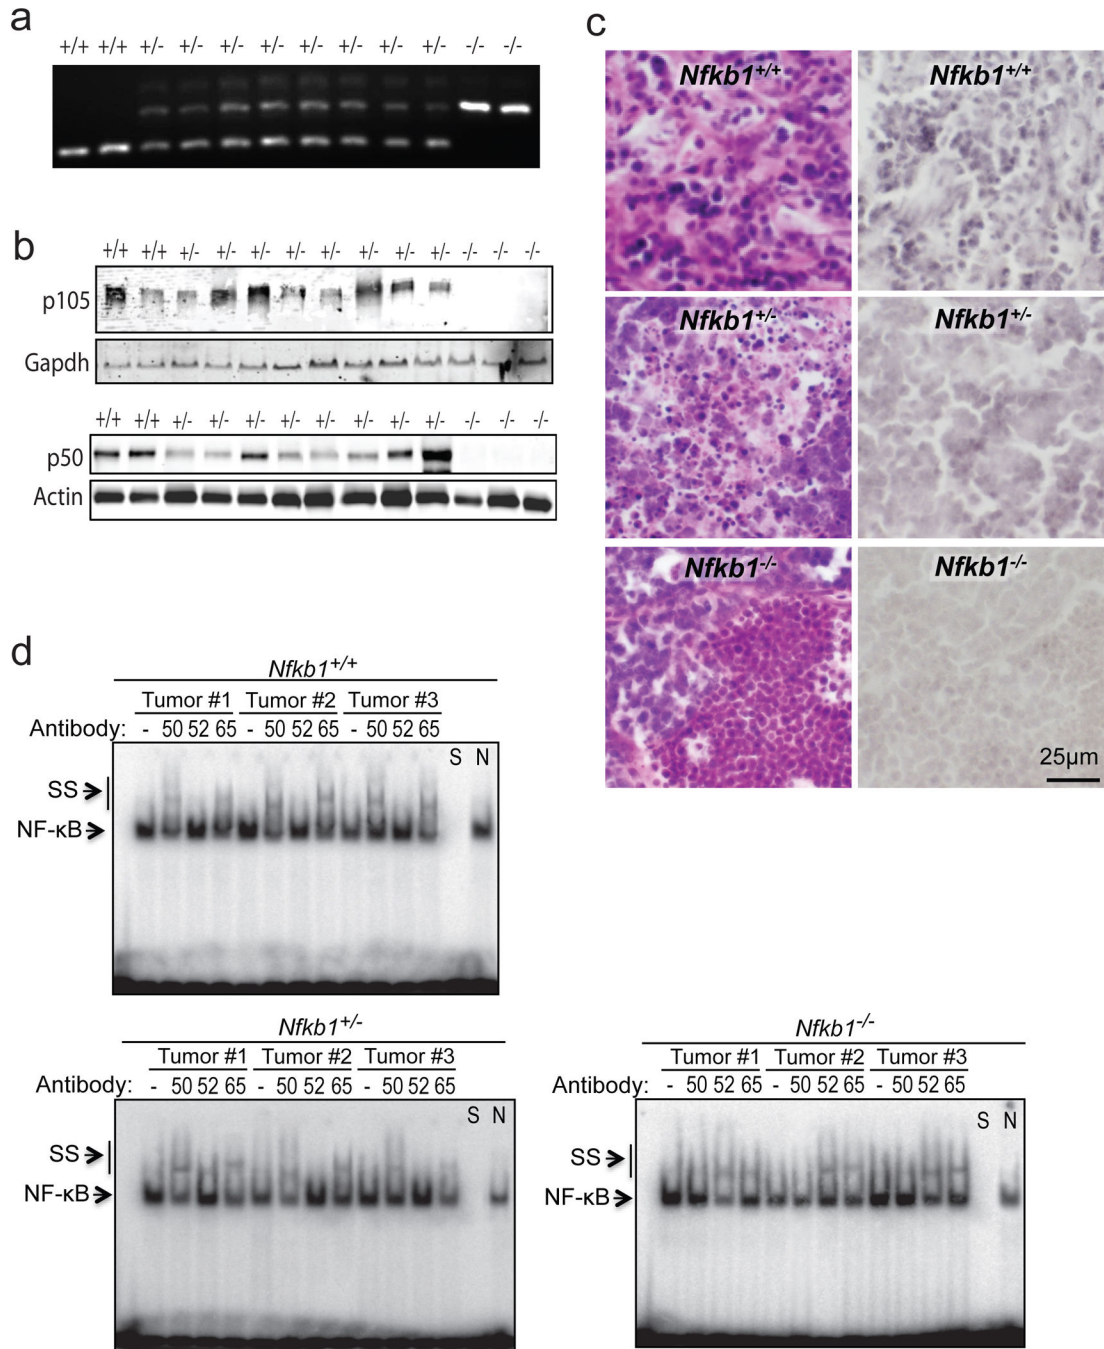 a
+/+ +/+ +/- +/- +/- +/- +/- +/- +/- +/- -/- -/-
b
+/+ +/+ +/- +/- +/- +/- +/- +/- +/- +/- -/- -/- -/-
p105
Gapdh
+/+ +/+ +/- +/- +/- +/- +/- +/- +/- +/- -/- -/- -/-
p50
Actin
c
Nfkb1+/+ Nfkb1+/+
Nfkb1+/- Nfkb1+/-
Nfkb1-/- Nfkb1-/-
25µm
d
Nfkb1+/+
Tumor #1 Tumor #2 Tumor #3
Antibody: - 50 52 65 - 50 52 65 - 50 52 65
S N
SS
NF-κB
Nfkb1+/-
Tumor #1 Tumor #2 Tumor #3
Antibody: - 50 52 65 - 50 52 65 - 50 52 65
S N
SS
NF-κB
Nfkb1-/-
Tumor #1 Tumor #2 Tumor #3
Antibody: - 50 52 65 - 50 52 65 - 50 52 65
S N
SS
NF-κB